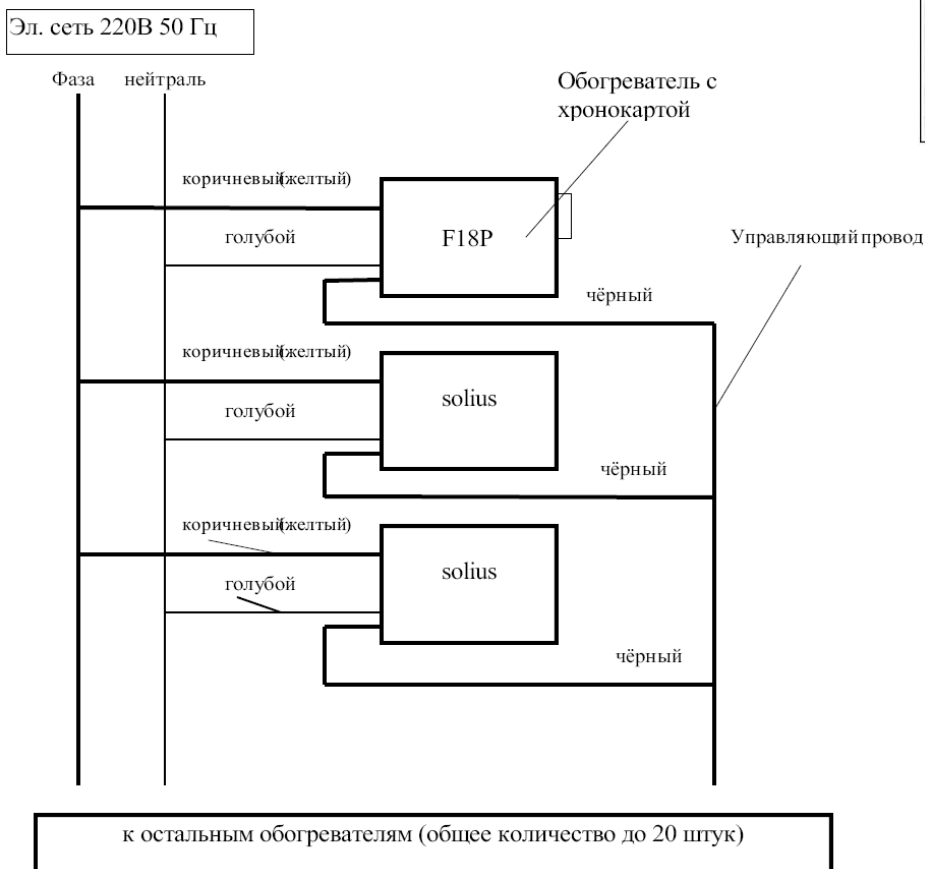 Эл. сеть 220В 50 Гц
Фаза нейтраль
Обогреватель с
хронокартой
коричневый(желтый)
голубой
F18P
Управляющий провод
чёрный
коричневый(желтый)
голубой
solius
чёрный
коричневый(желтый)
голубой
solius
чёрный
к остальным обогревателям (общее количество до 20 штук)